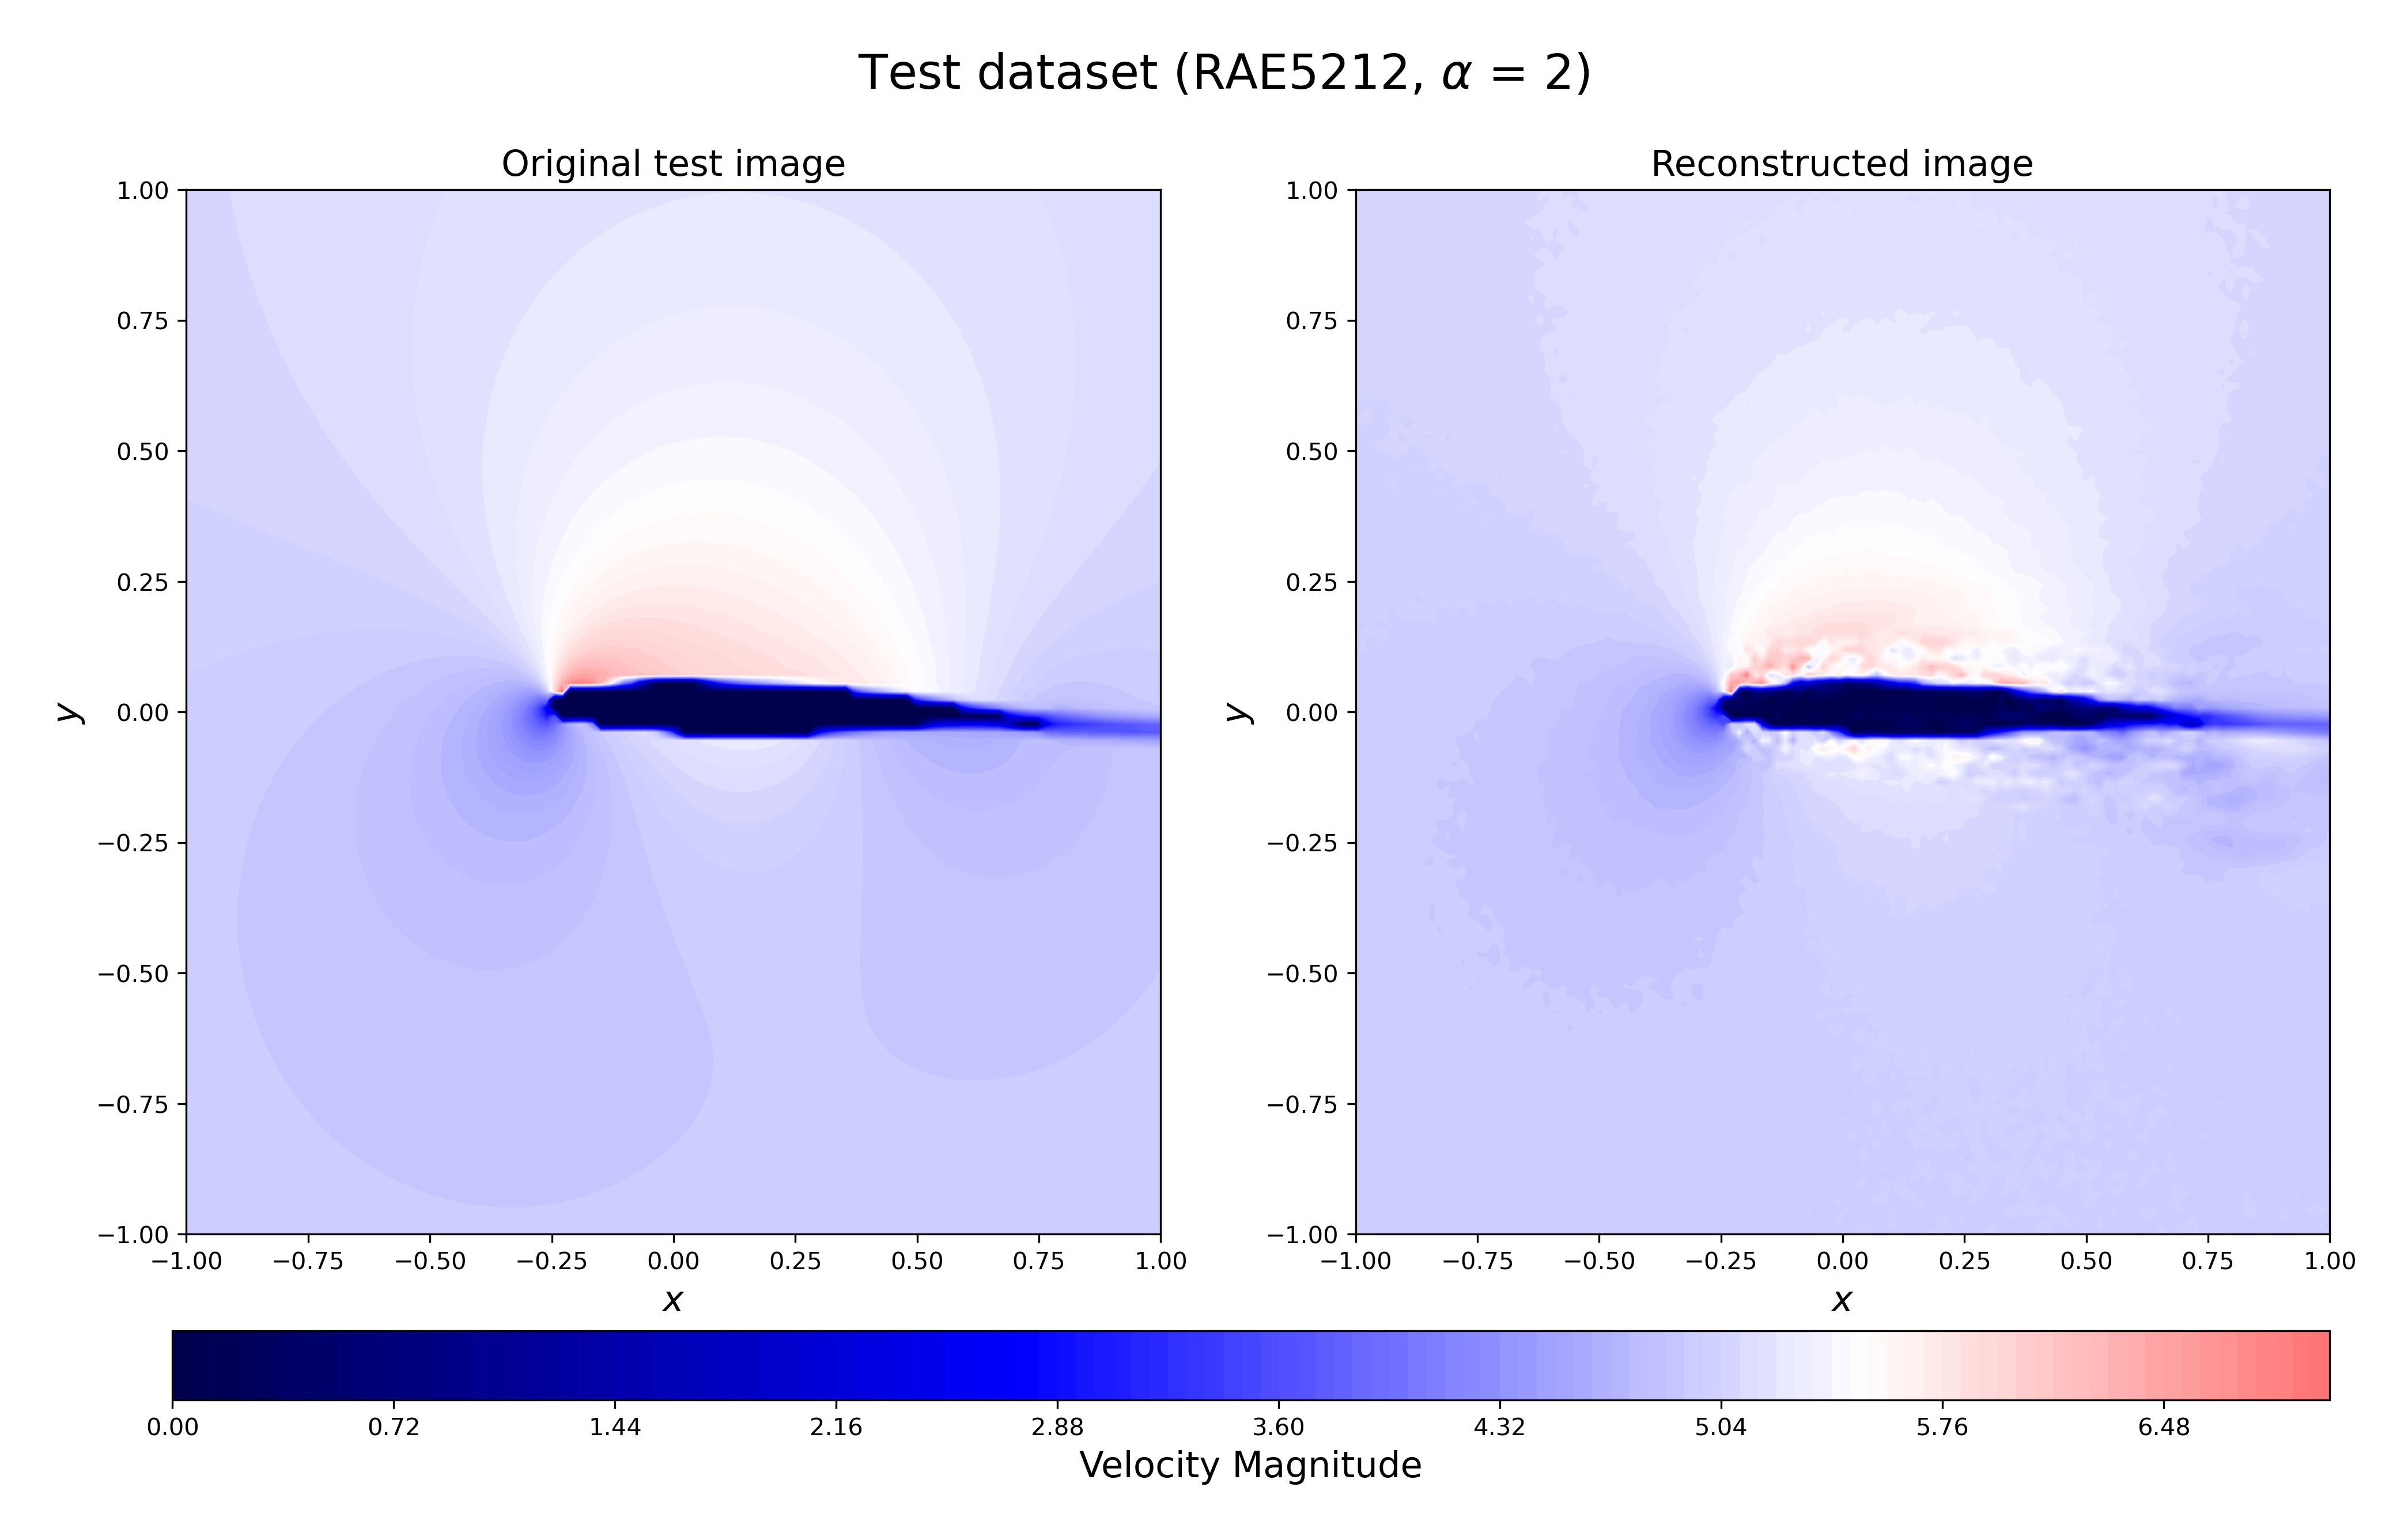 Test dataset (RAE5212, α = 2)
Original test image
1.00
0.75
0.50
0.25
0.00
−0.25
−0.50
−0.75
−1.00
y
−1.00 −0.75 −0.50 −0.25 0.00 0.25 0.50 0.75 1.00
x
Reconstructed image
1.00
0.75
0.50
0.25
0.00
−0.25
−0.50
−0.75
−1.00
y
−1.00 −0.75 −0.50 −0.25 0.00 0.25 0.50 0.75 1.00
x
0.00 0.72 1.44 2.16 2.88 3.60 4.32 5.04 5.76 6.48
Velocity Magnitude